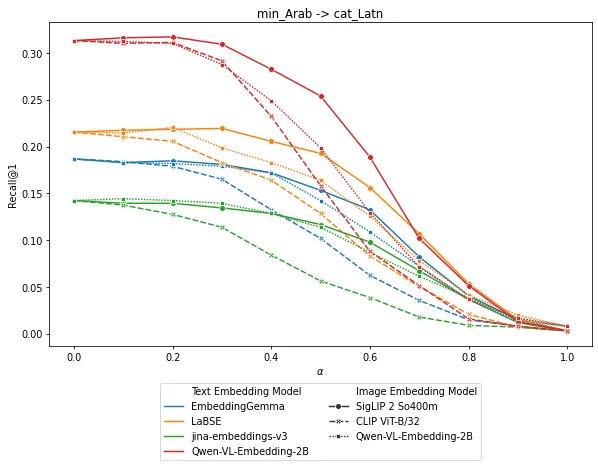 min_Arab -> cat_Latn
Recall@1
0.30
0.25
0.20
0.15
0.10
0.05
0.00
0.0 0.2 0.4 0.6 0.8 1.0
α
Text Embedding Model Image Embedding Model
EmbeddingGemma SigLIP 2 So400m
LaBSE CLIP ViT-B/32
jina-embeddings-v3 Qwen-VL-Embedding-2B
Qwen-VL-Embedding-2B